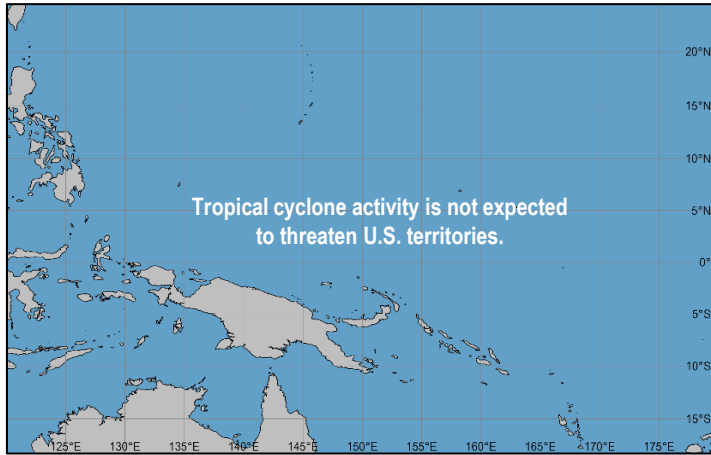 20°N
15°N
10°N
Tropical cyclone activity is not expected
5°N
to threaten U.S. territories.
0°
5°S
10°S
15°S
125°E 130°E 135°E 140°E 145°E 150°E 155°E 160°E 165°E 170°E 175°E